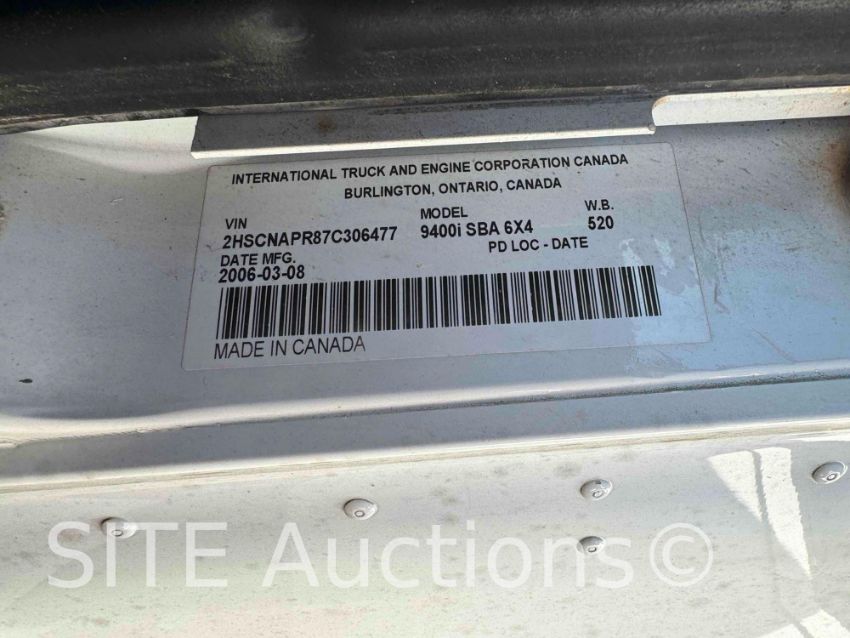 INTERNATIONAL TRUCK AND ENGINE CORPORATION CANADA
BURLINGTON, ONTARIO, CANADA
VIN MODEL W.B.
2HSCNAPR87C306477 9400i SBA 6X4 520
DATE MFG. PD LOC - DATE
2006-03-08
MADE IN CANADA
SITE Auctions©